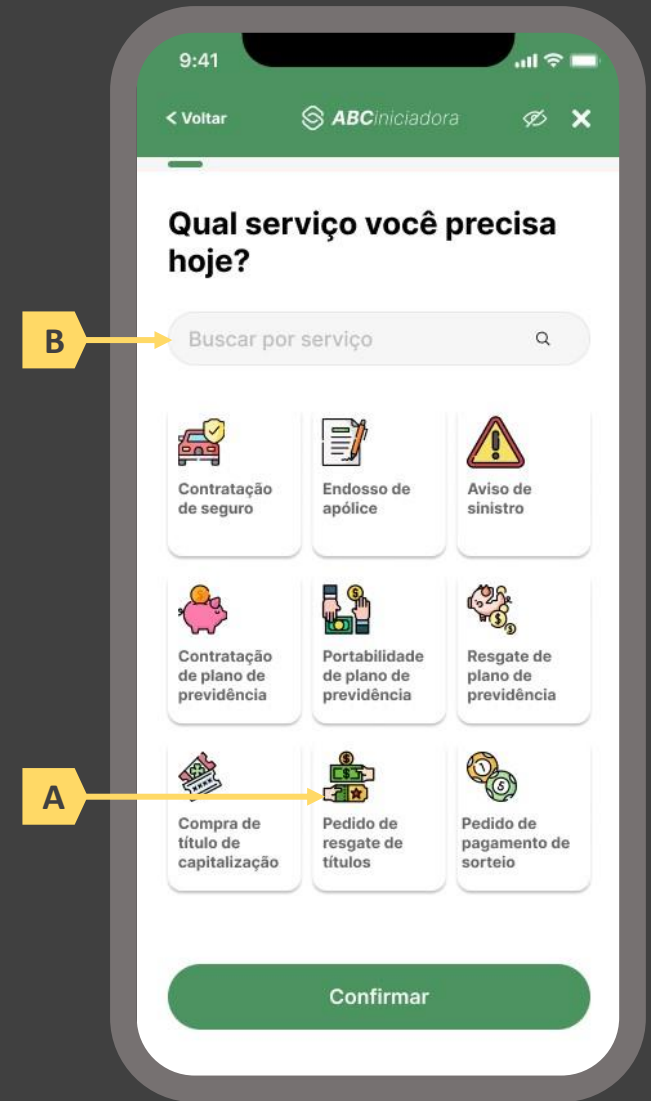 9:41
< Voltar
ABCiniciadora
Qual serviço você precisa
hoje?
B
Buscar por serviço
Contratação
de seguro
Endosso de
apólice
Aviso de
sinistro
Contratação
de plano de
previdência
Portabilidade
de plano de
previdência
Resgate de
plano de
previdência
A
Compra de
título de
capitalização
Pedido de
resgate de
títulos
Pedido de
pagamento de
sorteio
Confirmar